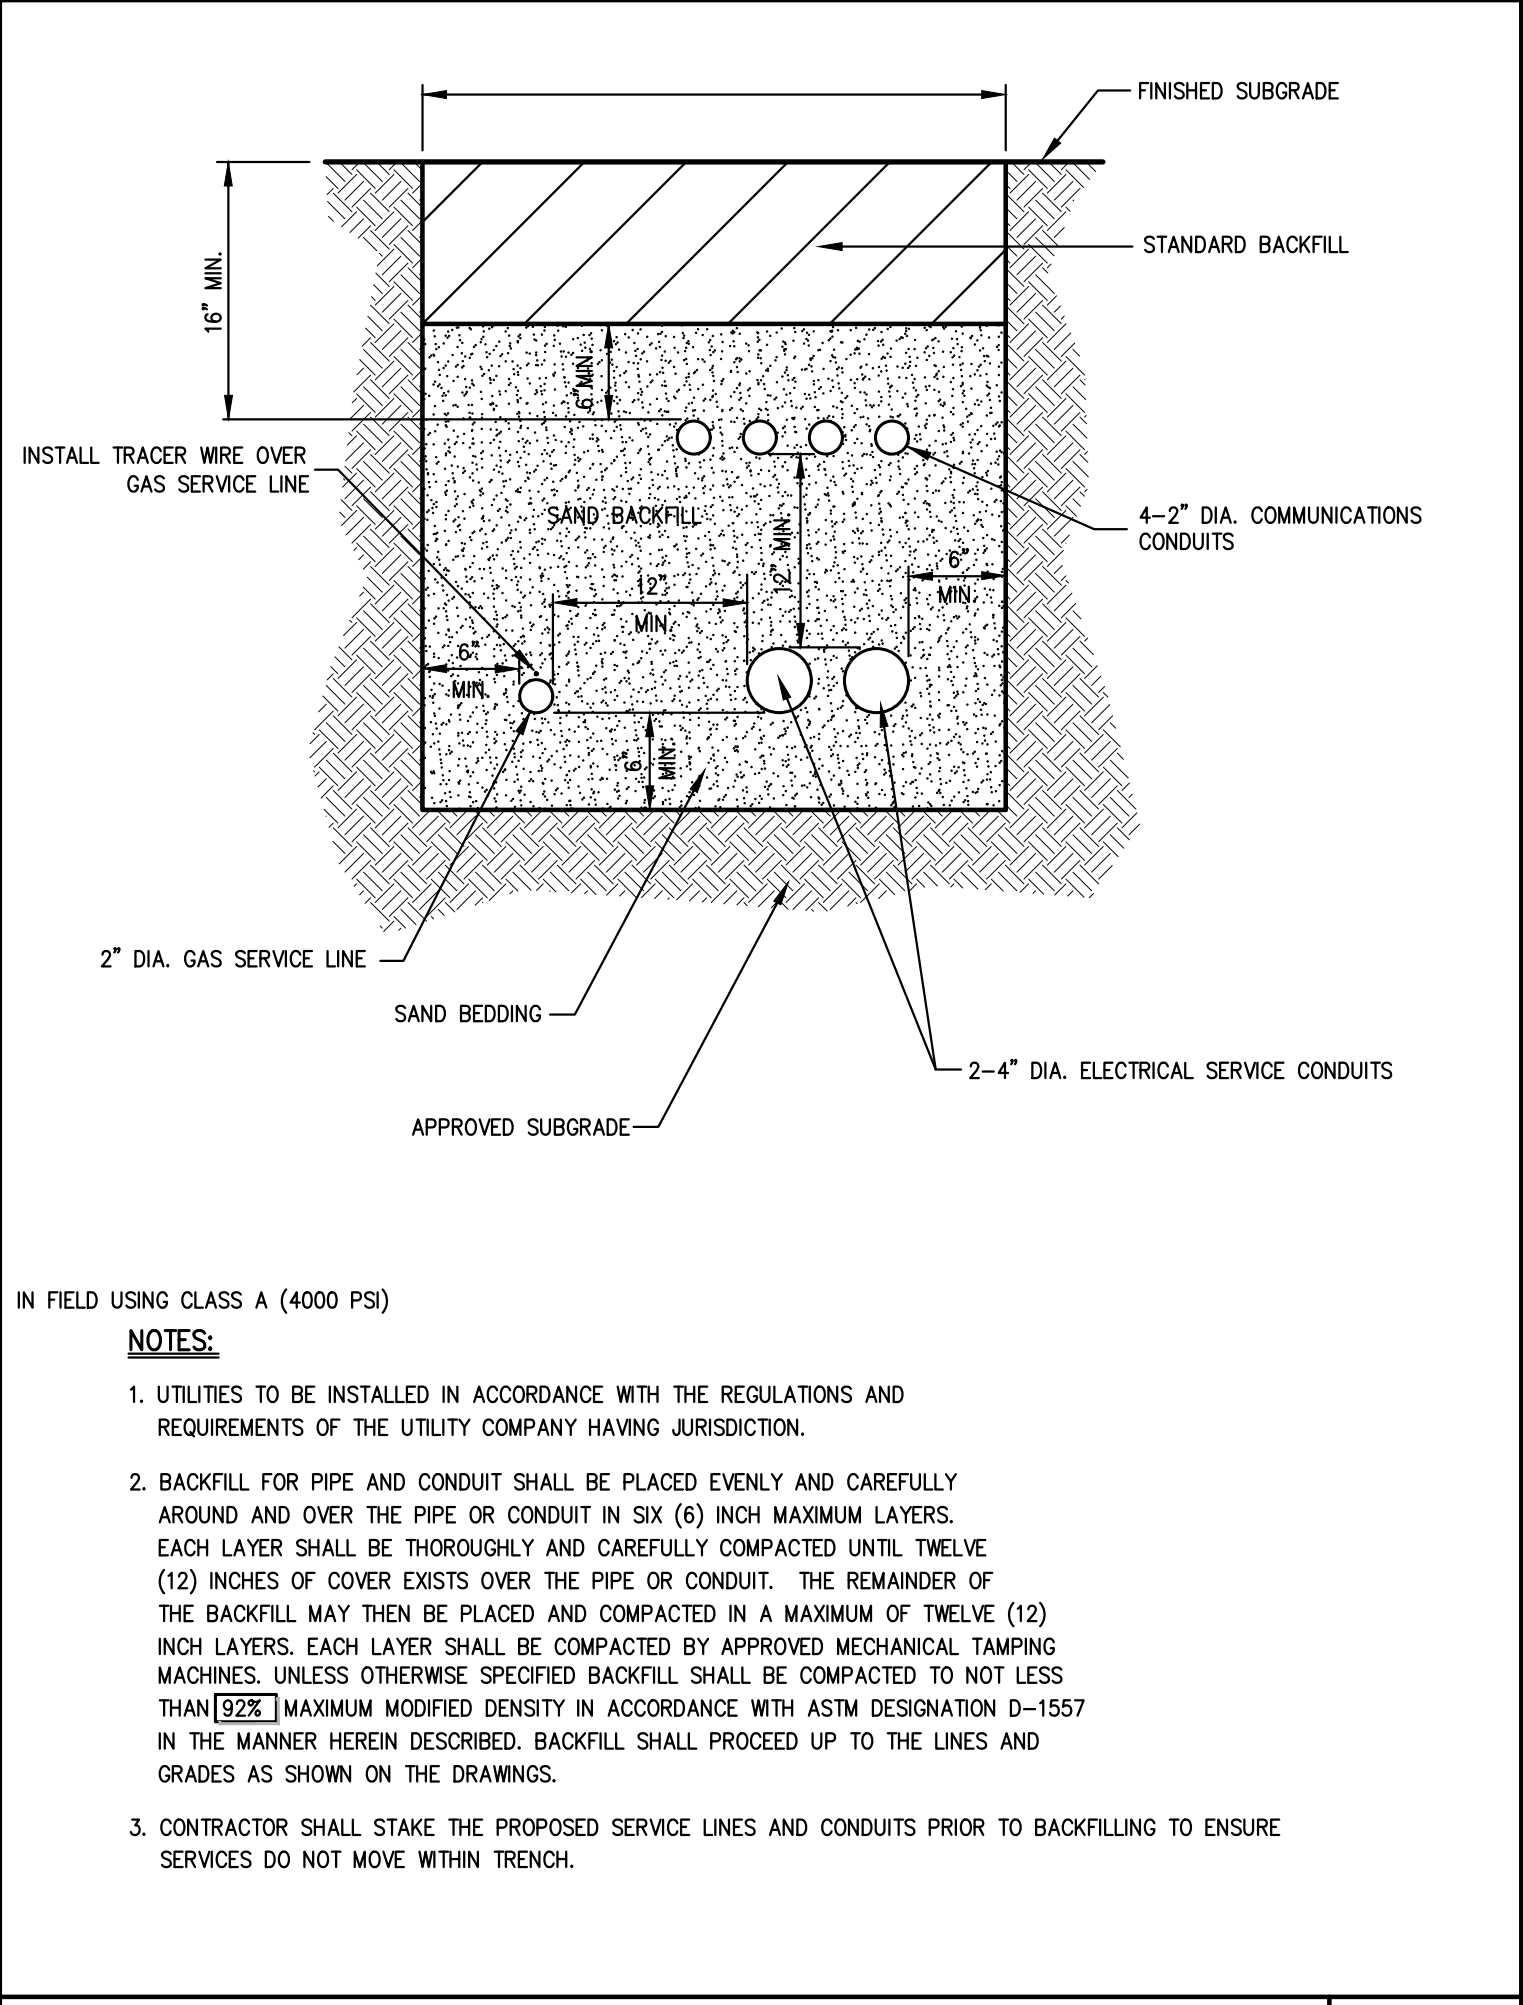 FINISHED SUBGRADE
STANDARD BACKFILL
16” MIN.
6”MIN.
INSTALL TRACER WIRE OVER
GAS SERVICE LINE
SAND BACKFILL
12” MIN.
4-2” DIA. COMMUNICATIONS
CONDUITS
6”
MIN.
12”
MIN.
6”
MIN.
6”
MIN.
2” DIA. GAS SERVICE LINE
SAND BEDDING
2-4” DIA. ELECTRICAL SERVICE CONDUITS
APPROVED SUBGRADE
IN FIELD USING CLASS A (4000 PSI)
NOTES:
1. UTILITIES TO BE INSTALLED IN ACCORDANCE WITH THE REGULATIONS AND
REQUIREMENTS OF THE UTILITY COMPANY HAVING JURISDICTION.
2. BACKFILL FOR PIPE AND CONDUIT SHALL BE PLACED EVENLY AND CAREFULLY
AROUND AND OVER THE PIPE OR CONDUIT IN SIX (6) INCH MAXIMUM LAYERS.
EACH LAYER SHALL BE THOROUGHLY AND CAREFULLY COMPACTED UNTIL TWELVE
(12) INCHES OF COVER EXISTS OVER THE PIPE OR CONDUIT. THE REMAINDER OF
THE BACKFILL MAY THEN BE PLACED AND COMPACTED IN A MAXIMUM OF TWELVE (12)
INCH LAYERS. EACH LAYER SHALL BE COMPACTED BY APPROVED MECHANICAL TAMPING
MACHINES. UNLESS OTHERWISE SPECIFIED BACKFILL SHALL BE COMPACTED TO NOT LESS
THAN 92% MAXIMUM MODIFIED DENSITY IN ACCORDANCE WITH ASTM DESIGNATION D-1557
IN THE MANNER HEREIN DESCRIBED. BACKFILL SHALL PROCEED UP TO THE LINES AND
GRADES AS SHOWN ON THE DRAWINGS.
3. CONTRACTOR SHALL STAKE THE PROPOSED SERVICE LINES AND CONDUITS PRIOR TO BACKFILLING TO ENSURE
SERVICES DO NOT MOVE WITHIN TRENCH.